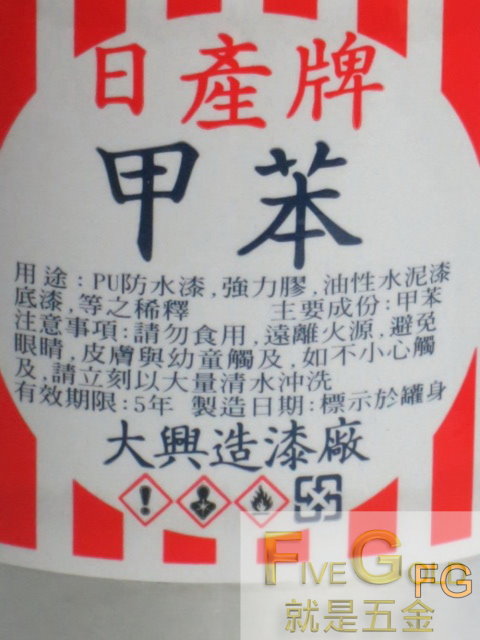 日產牌
甲苯
用途：PU防水漆,強力膠,油性水泥漆
底漆,等之稀釋 主要成份:甲苯
注意事項:請勿食用,遠離火源,避免
眼睛,皮膚與幼童觸及,如不小心觸
及,請立刻以大量清水沖洗
有效期限:5年 製造日期:標示於罐身
大興造漆廠
FIVE GOLD
FG
就是五金